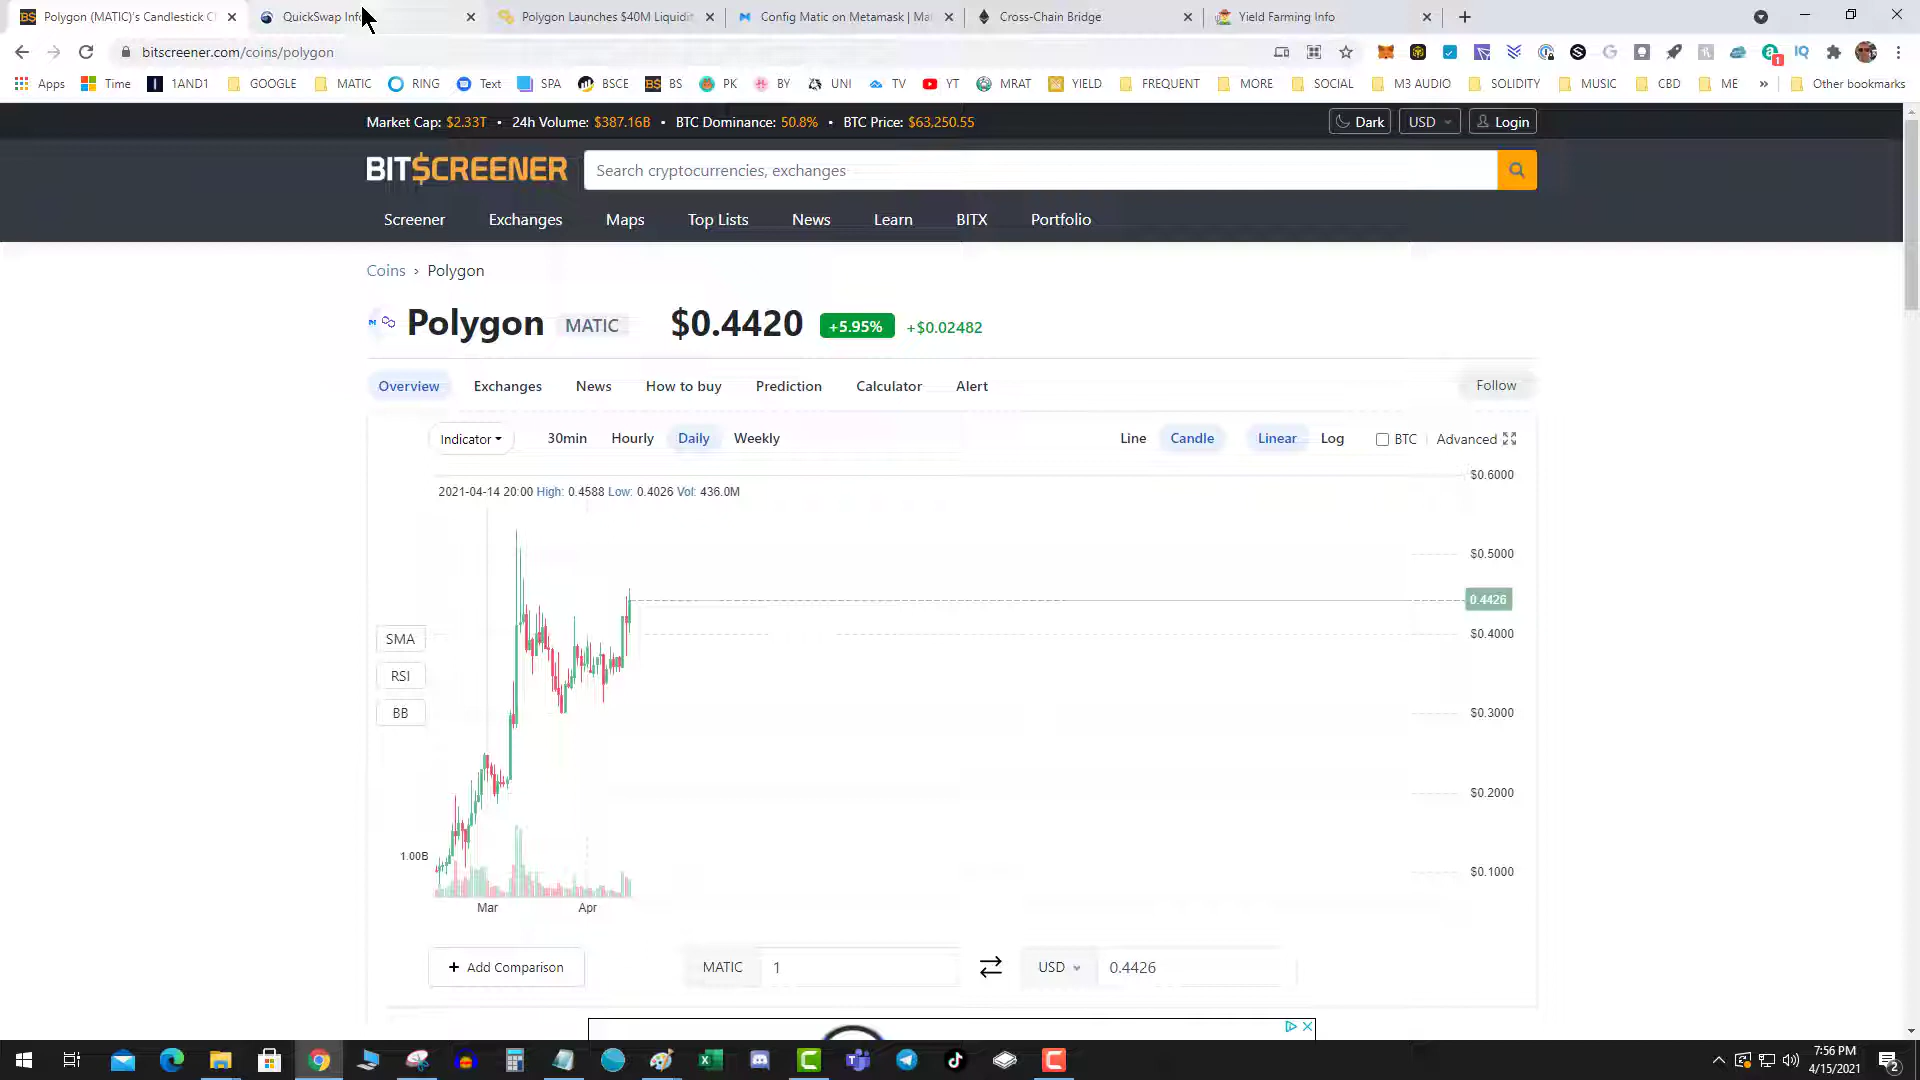 Polygon (MATIC)'s Candlestick C
QuickSwap Info
Polygon Launches $40M Liquidit
Config Matic on Metamask | Ma
Cross-Chain Bridge
Yield Farming Info
bitscreener.com/coins/polygon
Apps
Time
1AND1
GOOGLE
MATIC
RING
Text
SPA
BSCE
BS
PK
BY
UNI
TV
YT
MRAT
YIELD
FREQUENT
MORE
SOCIAL
M3 AUDIO
SOLIDITY
MUSIC
CBD
ME
»
Other bookmarks
Market Cap: $2.33T • 24h Volume: $387.16B • BTC Dominance: 50.8% • BTC Price: $63,250.55
Dark
USD
Login
BIT$CREENER
Search cryptocurrencies, exchanges
Screener
Exchanges
Maps
Top Lists
News
Learn
BITX
Portfolio
Coins › Polygon
Polygon MATIC $0.4420 +5.95% +$0.02482
Overview
Exchanges
News
How to buy
Prediction
Calculator
Alert
Follow
Indicator
30min
Hourly
Daily
Weekly
Line
Candle
Linear
Log
BTC
Advanced
$0.6000
2021-04-14 20:00 High: 0.4588 Low: 0.4026 Vol: 436.0M
$0.5000
0.4426
$0.4000
SMA
RSI
BB
$0.3000
$0.2000
1.00B
$0.1000
Mar
Apr
+ Add Comparison
MATIC
1
USD
0.4426
7:56 PM
4/15/2021
2